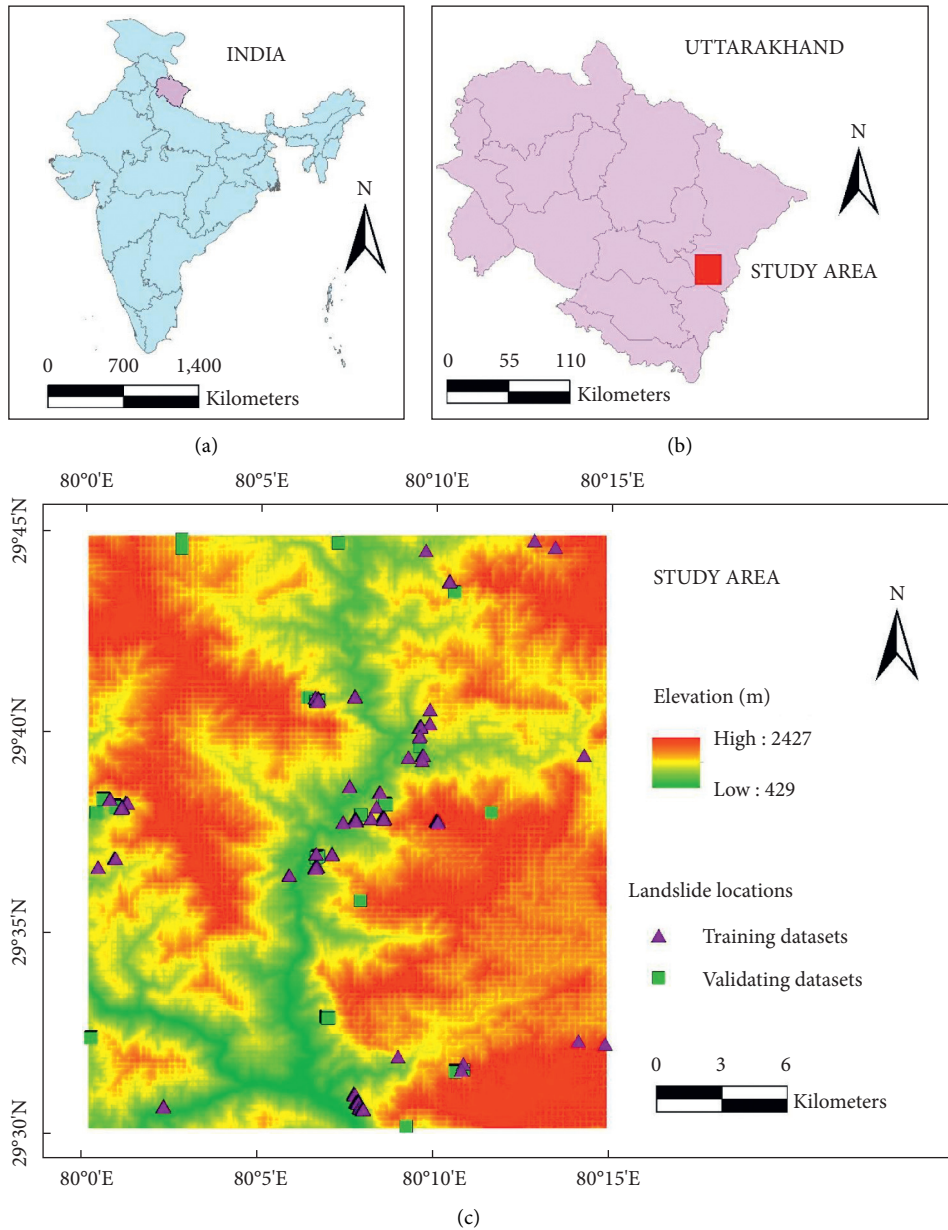 INDIA
N
0 700 1,400
Kilometers
(a)
UTTARAKHAND
N
STUDY AREA
0 55 110
Kilometers
(b)
80°0'E 80°5'E 80°10'E 80°15'E
29°45'N
29°40'N
29°35'N
29°30'N
STUDY AREA
N
Elevation (m)
High : 2427
Low : 429
Landslide locations
Training datasets
Validating datasets
0 3 6
Kilometers
80°0'E 80°5'E 80°10'E 80°15'E
(c)